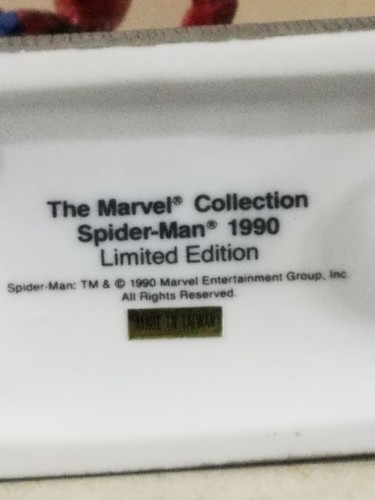 The Marvel® Collection
Spider-Man® 1990
Limited Edition
Spider-Man: TM & © 1990 Marvel Entertainment Group, Inc.
All Rights Reserved.
MADE IN TAIWAN